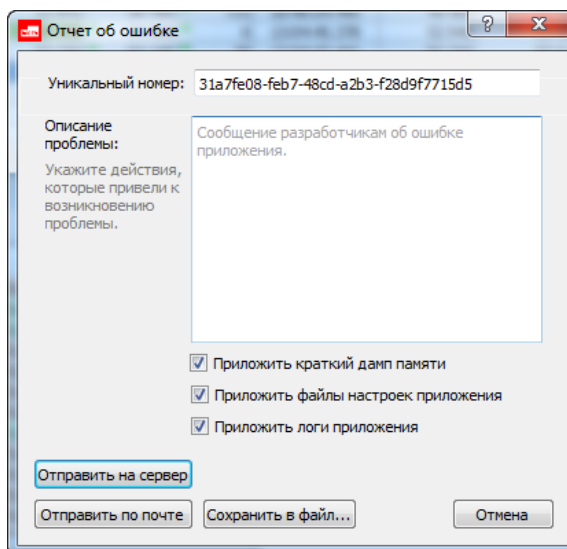 Отчет об ошибке
Уникальный номер: 31a7fe08-feb7-48cd-a2b3-f28d9f7715d5
Описание
проблемы:
Укажите действия,
которые привели к
возникновению
проблемы.
Сообщение разработчикам об ошибке
приложения.
Приложить краткий дамп памяти
Приложить файлы настроек приложения
Приложить логи приложения
Отправить на сервер
Отправить по почте Сохранить в файл... Отмена